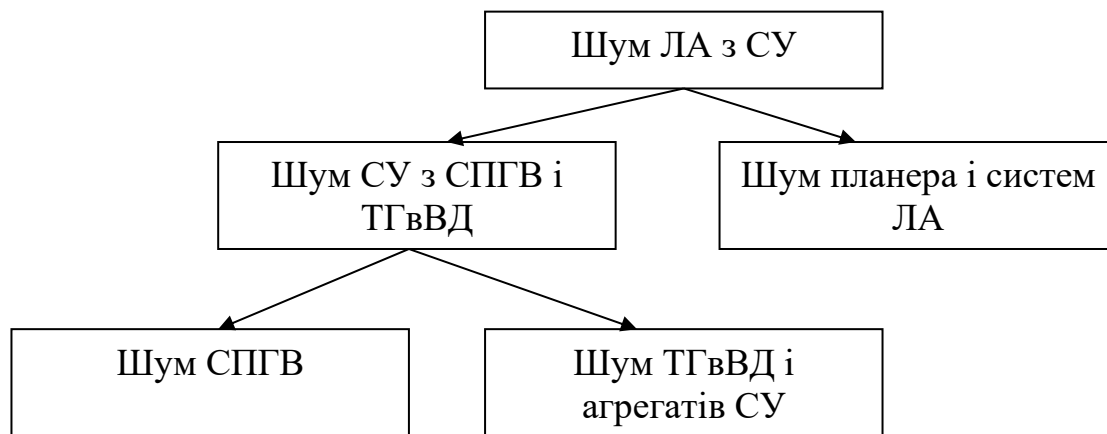 Шум ЛА з СУ
Шум СУ з СПГВ і
ТГвВД
Шум планера і систем
ЛА
Шум СПГВ
Шум ТГвВД і
агрегатів СУ